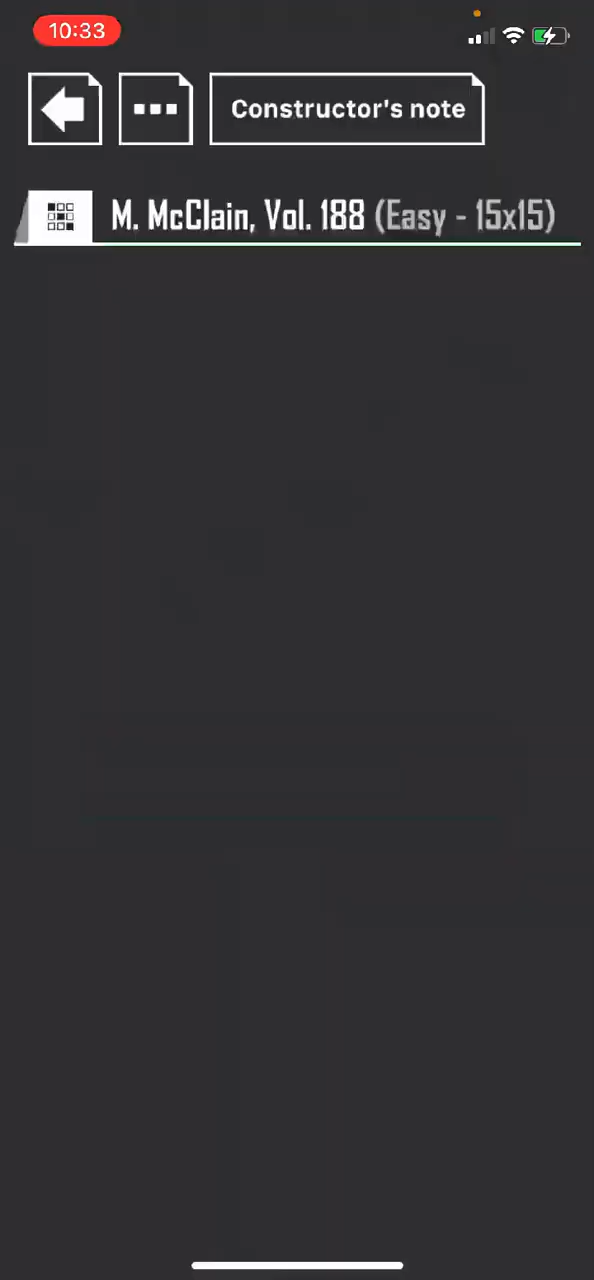 10:33
Constructor's note
M. McClain, Vol. 188 (Easy - 15x15)